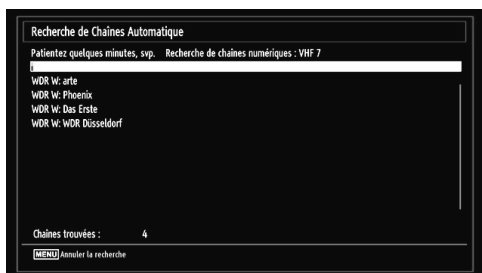 Recherche de Chaines Automatique
Patientez quelques minutes, svp. Recherche de chaines numériques : VHF 7
WDR W: arte
WDR W: Phoenix
WDR W: Das Erste
WDR W: WDR Düsseldorf
Chaines trouvées : 4
MENU Annuler la recherche